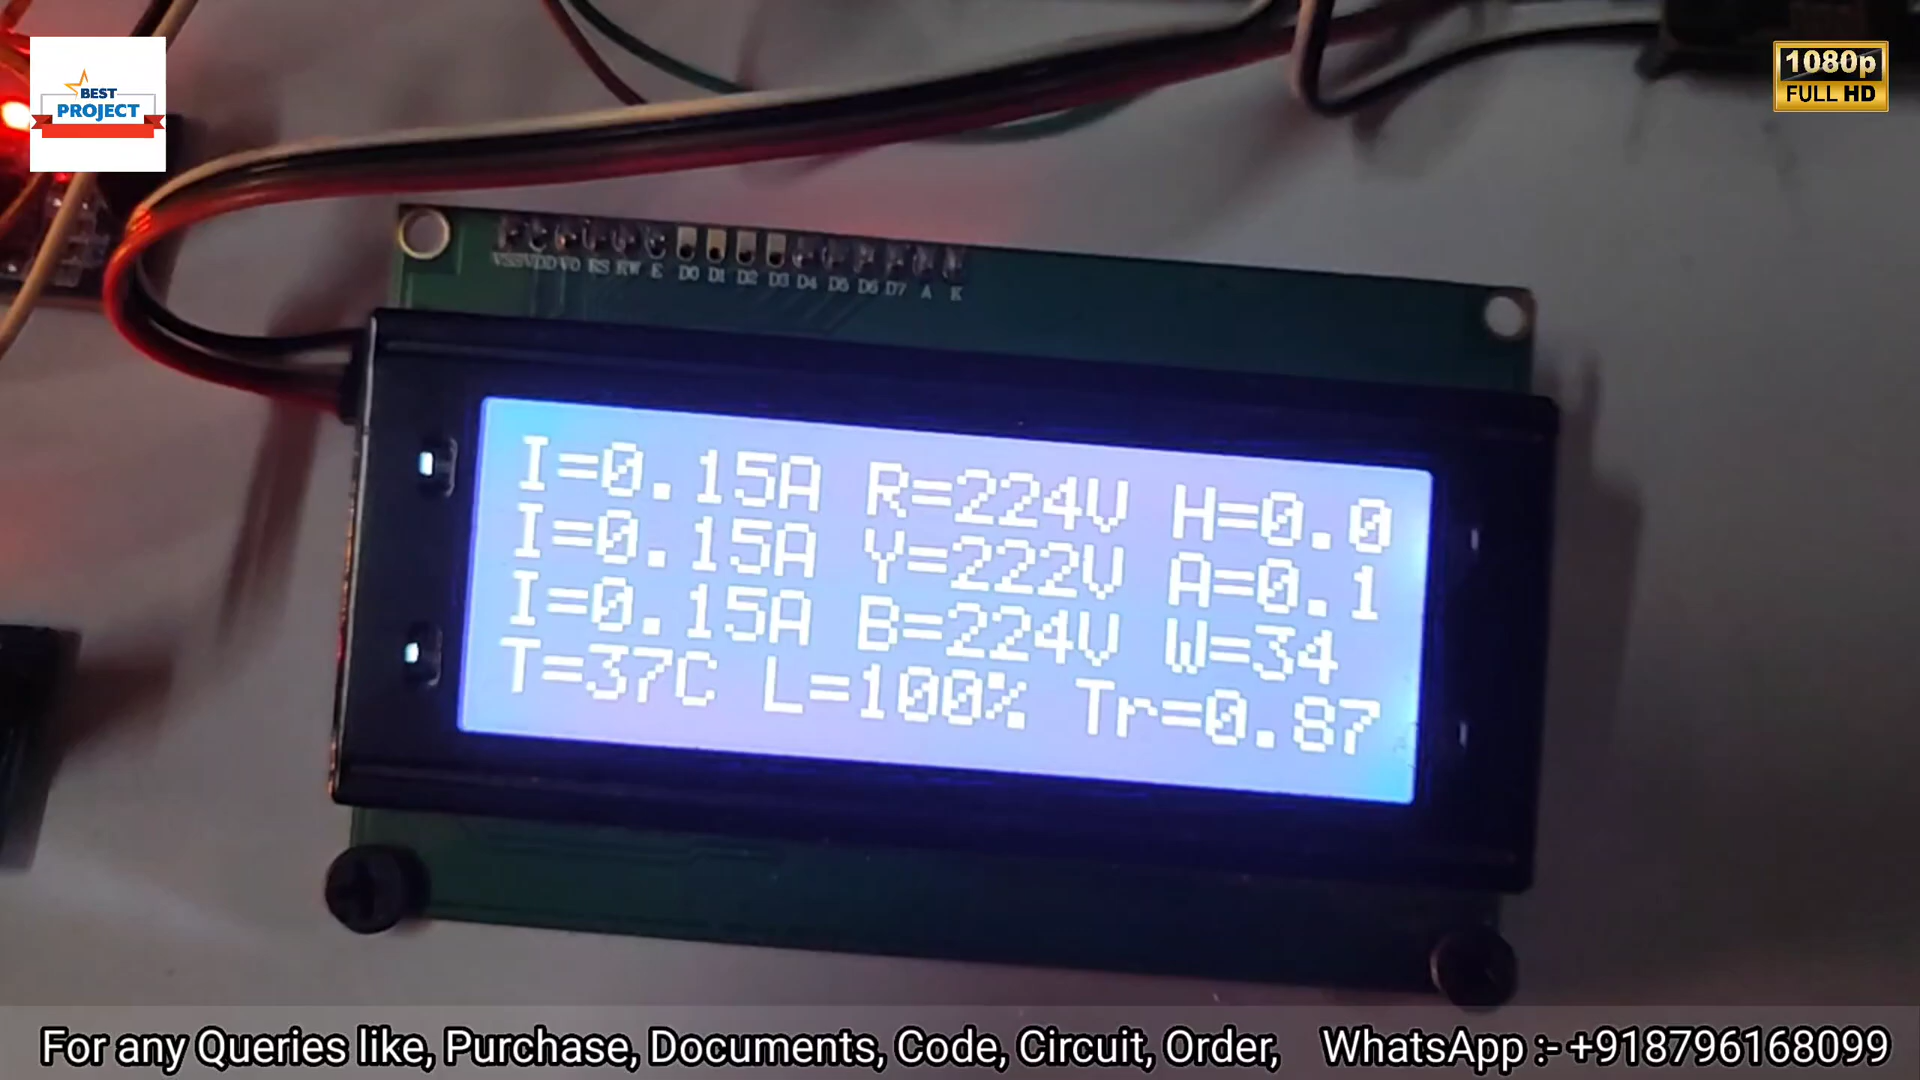 BEST
PROJECT
1080p
FULL HD
VSS VDD VO RS RW E D0 D1 D2 D3 D4 D5 D6 D7 A K
I=0.15A R=224V H=0.0
I=0.15A Y=222V A=0.1
I=0.15A B=224V W=34
T=37C L=100% Tr=0.87
For any Queries like, Purchase, Documents, Code, Circuit, Order, WhatsApp :- +918796168099